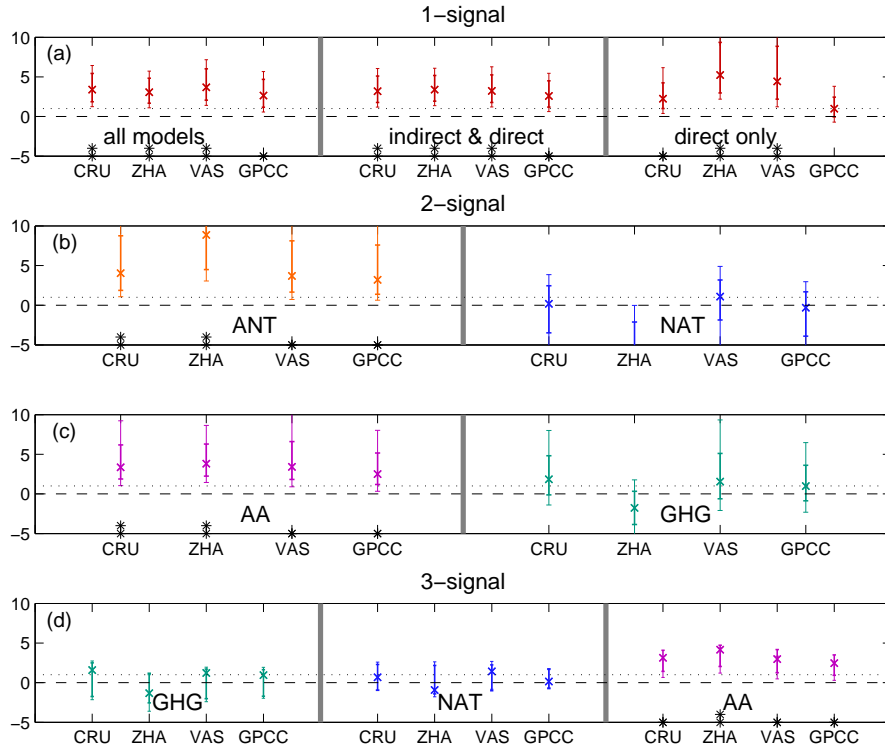 1−signal
(a)
10
5
0
−5
all models
indirect & direct
direct only
CRU ZHA VAS GPCC CRU ZHA VAS GPCC CRU ZHA VAS GPCC
2−signal
(b)
10
5
0
−5
ANT
NAT
CRU ZHA VAS GPCC CRU ZHA VAS GPCC
(c)
10
5
0
−5
AA
GHG
CRU ZHA VAS GPCC CRU ZHA VAS GPCC
3−signal
(d)
10
5
0
−5
GHG
NAT
AA
CRU ZHA VAS GPCC CRU ZHA VAS GPCC CRU ZHA VAS GPCC